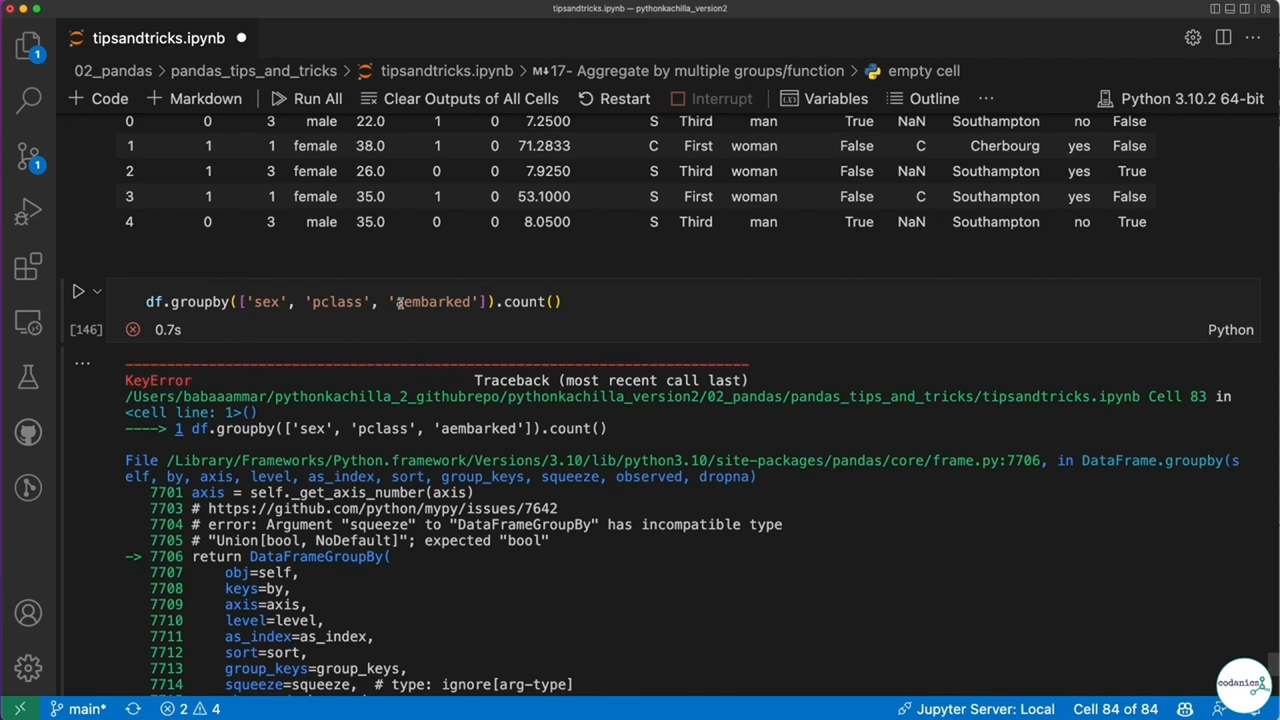 tipsandtricks.ipynb — pythonkachilla_version2
tipsandtricks.ipynb
02_pandas > pandas_tips_and_tricks > tipsandtricks.ipynb > M↓17- Aggregate by multiple groups/function > empty cell
+ Code + Markdown Run All Clear Outputs of All Cells Restart Interrupt Variables Outline ... Python 3.10.2 64-bit
0 0 3 male 22.0 1 0 7.2500 S Third man True NaN Southampton no False
1 1 1 female 38.0 1 0 71.2833 C First woman False C Cherbourg yes False
2 1 3 female 26.0 0 0 7.9250 S Third woman False NaN Southampton yes True
3 1 1 female 35.0 1 0 53.1000 S First woman False C Southampton yes False
4 0 3 male 35.0 0 0 8.0500 S Third man True NaN Southampton no True
df.groupby(['sex', 'pclass', 'aembarked']).count()
[146] 0.7s Python
...
KeyError Traceback (most recent call last)
/Users/babaaammar/pythonkachilla_2_githubrepo/pythonkachilla_version2/02_pandas/pandas_tips_and_tricks/tipsandtricks.ipynb Cell 83 in
<cell line: 1>()
----> 1 df.groupby(['sex', 'pclass', 'aembarked']).count()
File /Library/Frameworks/Python.framework/Versions/3.10/lib/python3.10/site-packages/pandas/core/frame.py:7706, in DataFrame.groupby(s
elf, by, axis, level, as_index, sort, group_keys, squeeze, observed, dropna)
7701 axis = self._get_axis_number(axis)
7703 # https://github.com/python/mypy/issues/7642
7704 # error: Argument "squeeze" to "DataFrameGroupBy" has incompatible type
7705 # "Union[bool, NoDefault]"; expected "bool"
-> 7706 return DataFrameGroupBy(
7707 obj=self,
7708 keys=by,
7709 axis=axis,
7710 level=level,
7711 as_index=as_index,
7712 sort=sort,
7713 group_keys=group_keys,
7714 squeeze=squeeze, # type: ignore[arg-type]
codanics
main* 2 4 Jupyter Server: Local Cell 84 of 84